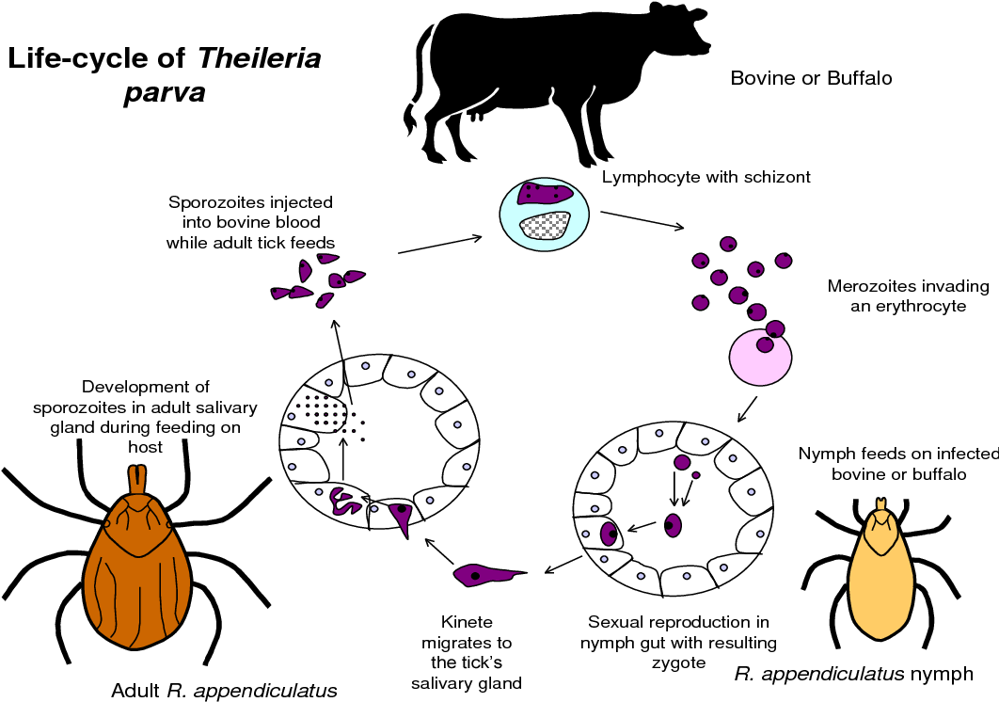 Life-cycle of Theileria
parva
Bovine or Buffalo
Lymphocyte with schizont
Sporozoites injected
into bovine blood
while adult tick feeds
Merozoites invading
an erythrocyte
Development of
sporozoites in adult salivary
gland during feeding on
host
Nymph feeds on infected
bovine or buffalo
Kinete
migrates to
the tick's
salivary gland
Sexual reproduction in
nymph gut with resulting
zygote
R. appendiculatus nymph
Adult R. appendiculatus